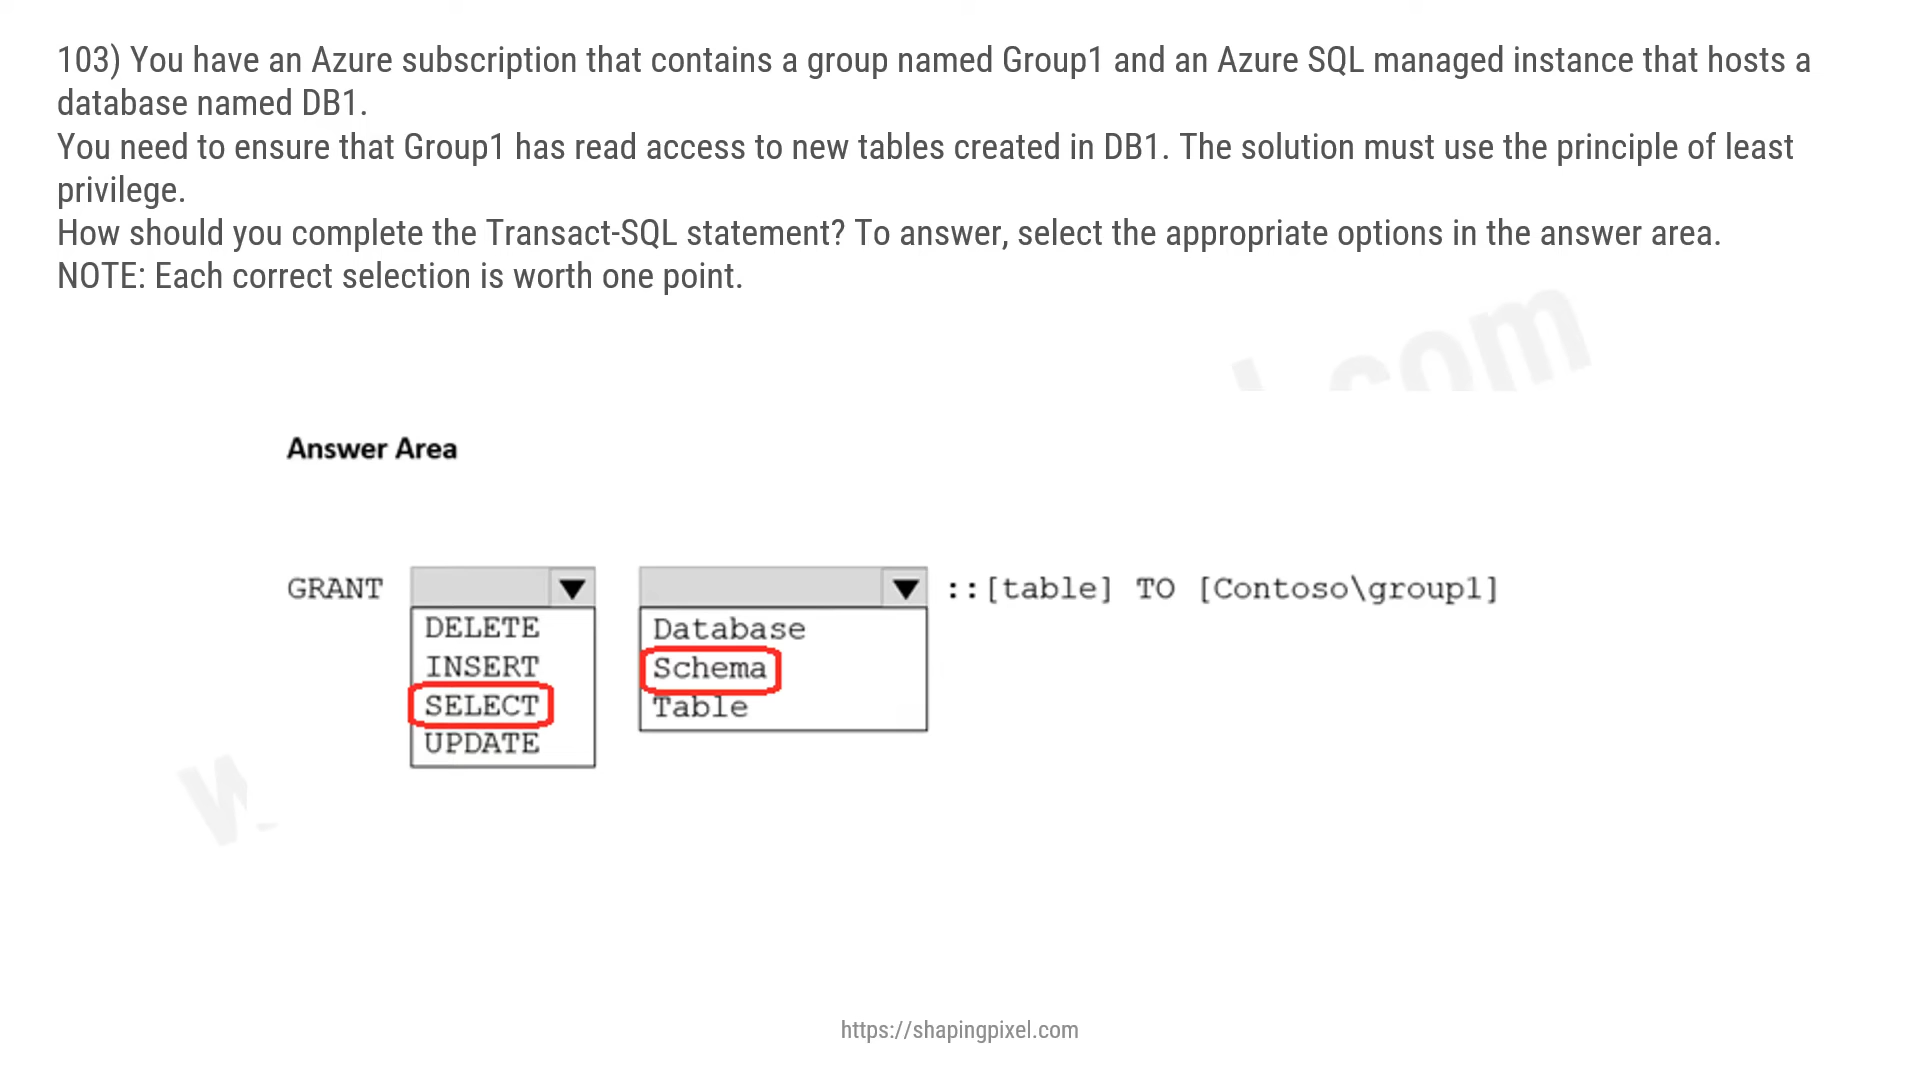 103) You have an Azure subscription that contains a group named Group1 and an Azure SQL managed instance that hosts a
database named DB1.
You need to ensure that Group1 has read access to new tables created in DB1. The solution must use the principle of least
privilege.
How should you complete the Transact-SQL statement? To answer, select the appropriate options in the answer area.
NOTE: Each correct selection is worth one point.
.com
Answer Area
GRANT ::[table] TO [Contoso\group1]
DELETE
INSERT
SELECT
UPDATE
Database
Schema
Table
https://shapingpixel.com